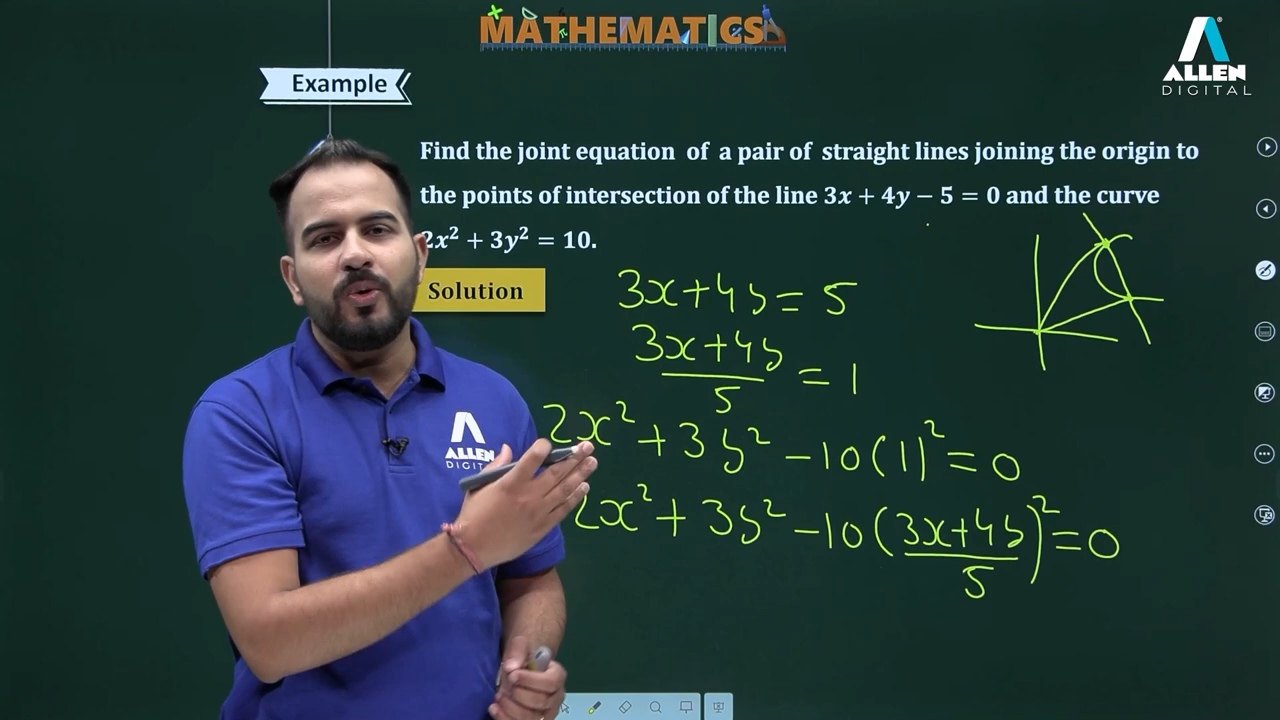 MATHEMATICS
ALLEN
DIGITAL
Example
Find the joint equation of a pair of straight lines joining the origin to
the points of intersection of the line 3x + 4y − 5 = 0 and the curve
2x² + 3y² = 10.
Solution
3x+4y = 5
3x+4y/5 = 1
2x² + 3y² − 10(1)² = 0
2x² + 3y² − 10(3x+4y/5)² = 0
ALLEN
DIGIT